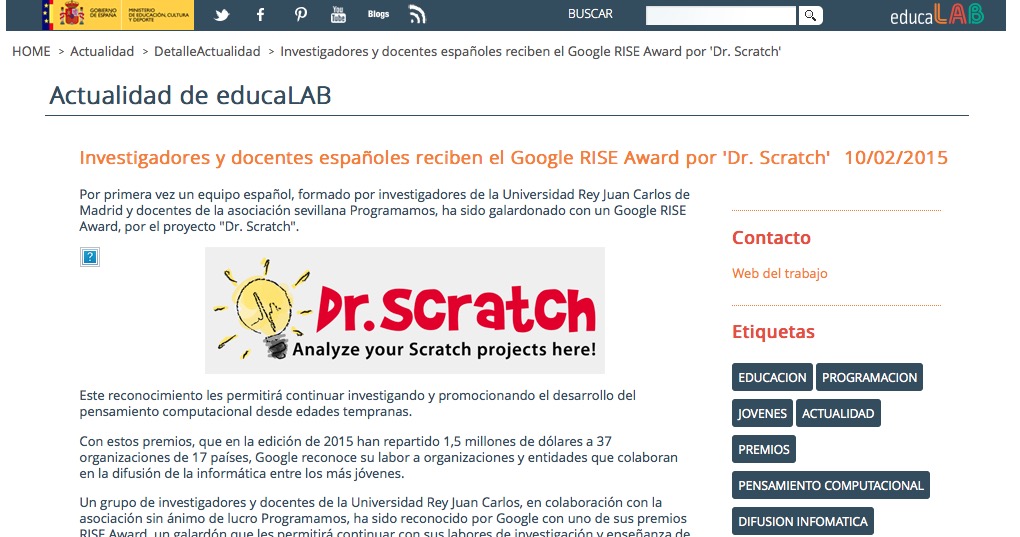 GOBIERNO DE ESPAÑA
MINISTERIO DE EDUCACIÓN, CULTURA Y DEPORTE
You Tube
Blogs
BUSCAR
educaLAB
HOME > Actualidad > DetalleActualidad > Investigadores y docentes españoles reciben el Google RISE Award por 'Dr. Scratch'
Actualidad de educaLAB
Investigadores y docentes españoles reciben el Google RISE Award por 'Dr. Scratch' 10/02/2015
Por primera vez un equipo español, formado por investigadores de la Universidad Rey Juan Carlos de
Madrid y docentes de la asociación sevillana Programamos, ha sido galardonado con un Google RISE
Award, por el proyecto "Dr. Scratch".
?
Dr.Scratch
Analyze your Scratch projects here!
Este reconocimiento les permitirá continuar investigando y promocionando el desarrollo del
pensamiento computacional desde edades tempranas.
Con estos premios, que en la edición de 2015 han repartido 1,5 millones de dólares a 37
organizaciones de 17 países, Google reconoce su labor a organizaciones y entidades que colaboran
en la difusión de la informática entre los más jóvenes.
Un grupo de investigadores y docentes de la Universidad Rey Juan Carlos, en colaboración con la
asociación sin ánimo de lucro Programamos, ha sido reconocido por Google con uno de sus premios
RISE Award, un galardón que les permitirá continuar con sus labores de investigación y enseñanza de
Contacto
Web del trabajo
Etiquetas
EDUCACION PROGRAMACION
JOVENES ACTUALIDAD
PREMIOS
PENSAMIENTO COMPUTACIONAL
DIFUSION INFOMATICA